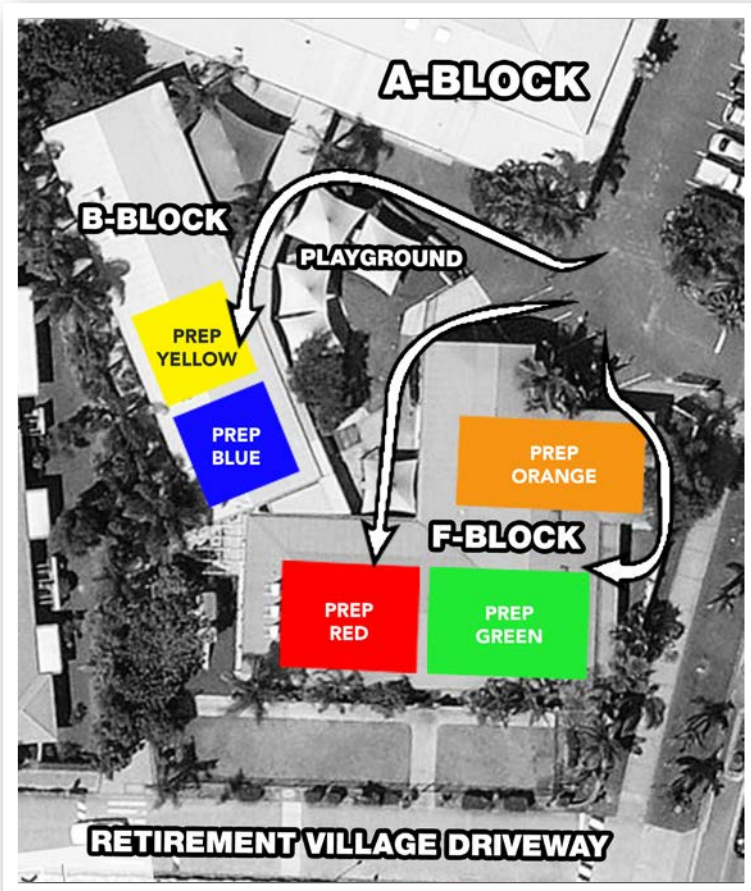 A-BLOCK
B-BLOCK
PLAYGROUND
PREP
YELLOW
PREP
BLUE
PREP
ORANGE
F-BLOCK
PREP
RED
PREP
GREEN
RETIREMENT VILLAGE DRIVEWAY